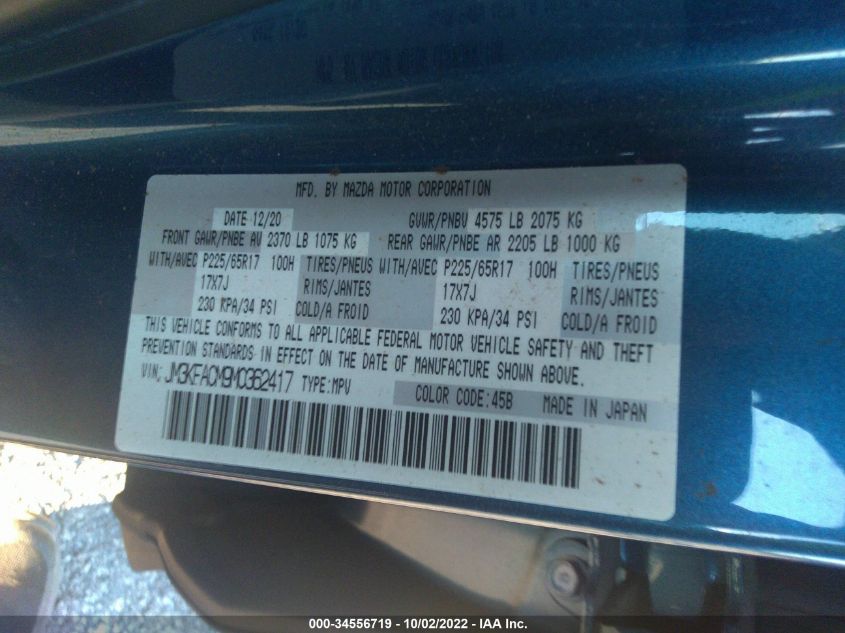 MFD. BY MAZDA MOTOR CORPORATION
DATE 12/20 GVWR/PNBV 4575 LB 2075 KG
FRONT GAWR/PNBE AV 2370 LB 1075 KG REAR GAWR/PNBE AR 2205 LB 1000 KG
WITH/AVEC P225/65R17 100H TIRES/PNEUS WITH/AVEC P225/65R17 100H TIRES/PNEUS
17X7J RIMS/JANTES 17X7J RIMS/JANTES
230 KPA/34 PSI COLD/A FROID 230 KPA/34 PSI COLD/A FROID
THIS VEHICLE CONFORMS TO ALL APPLICABLE FEDERAL MOTOR VEHICLE SAFETY AND THEFT
PREVENTION STANDARDS IN EFFECT ON THE DATE OF MANUFACTURE SHOWN ABOVE.
VIN: JM3KFACM9M0362417 TYPE:MPV COLOR CODE:45B MADE IN JAPAN
000-34556719 - 10/02/2022 - IAA Inc.